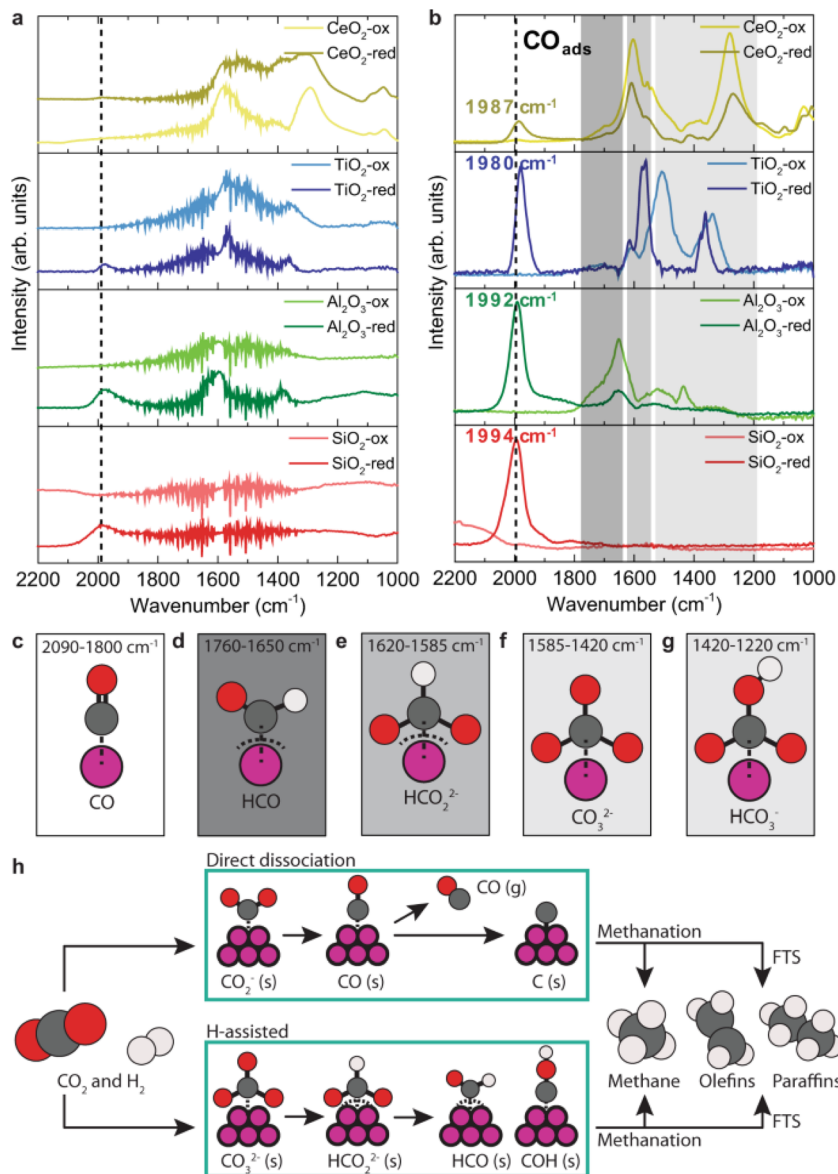 a
CeO₂-ox
CeO₂-red
TiO₂-ox
TiO₂-red
Al₂O₃-ox
Al₂O₃-red
SiO₂-ox
SiO₂-red
Intensity (arb. units)
2200 2000 1800 1600 1400 1200 1000
Wavenumber (cm⁻¹)
b
COads
CeO₂-ox
CeO₂-red
1987 cm⁻¹
1980 cm⁻¹
TiO₂-ox
TiO₂-red
1992 cm⁻¹
Al₂O₃-ox
Al₂O₃-red
1994 cm⁻¹
SiO₂-ox
SiO₂-red
Intensity (arb. units)
2200 2000 1800 1600 1400 1200 1000
Wavenumber (cm⁻¹)
c
2090-1800 cm⁻¹
CO
d
1760-1650 cm⁻¹
HCO
e
1620-1585 cm⁻¹
HCO₂²⁻
f
1585-1420 cm⁻¹
CO₃²⁻
g
1420-1220 cm⁻¹
HCO₃⁻
h
Direct dissociation
CO (g)
CO₂⁻ (s)
CO (s)
C (s)
Methanation
FTS
CO₂ and H₂
Methane
Olefins
Paraffins
H-assisted
CO₃²⁻ (s)
HCO₂²⁻ (s)
HCO (s)
COH (s)
Methanation
FTS